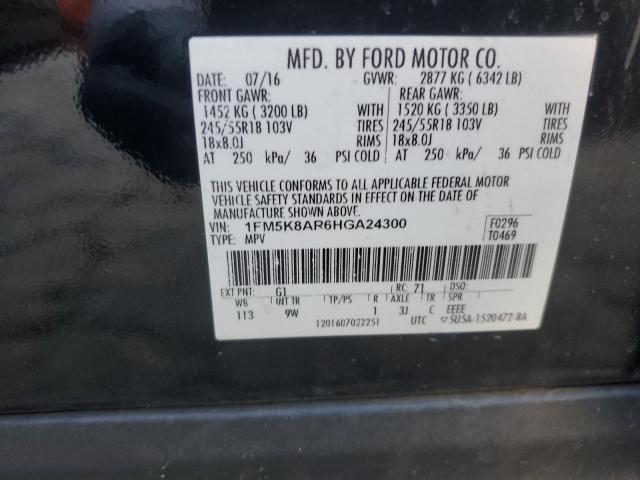 MFD. BY FORD MOTOR CO.
DATE: 07/16 GVWR: 2877 KG ( 6342 LB)
FRONT GAWR: REAR GAWR:
1452 KG ( 3200 LB) WITH 1520 KG ( 3350 LB) WITH
245/55R18 103V TIRES 245/55R18 103V TIRES
18x8.0J RIMS 18x8.0J RIMS
AT 250 kPa/ 36 PSI COLD AT 250 kPa/ 36 PSI COLD
THIS VEHICLE CONFORMS TO ALL APPLICABLE FEDERAL MOTOR
VEHICLE SAFETY STANDARDS IN EFFECT ON THE DATE OF
MANUFACTURE SHOWN ABOVE.
VIN: 1FM5K8AR6HGA24300 F0296
TYPE: MPV T0469
EXT PNT: G1 RC: 71 DSO:
WB INT TR TP/PS R AXLE TR SPR
113 9W 1 3J C EEEE
1201607022251 UTC 5U5A-1520472-BA